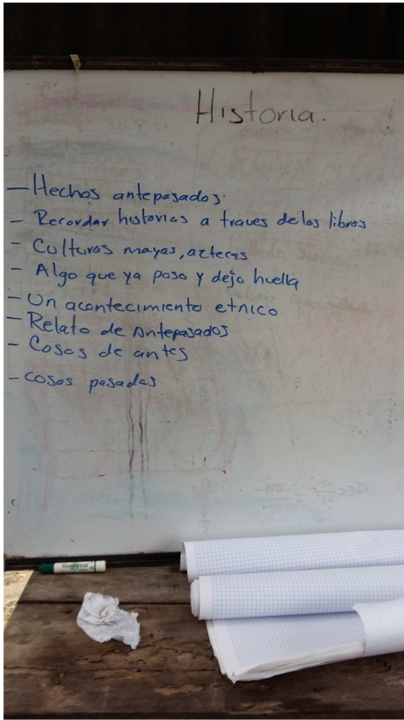 Historia.
- Hechos antepasados
- Recordar historias a traves de los libros
- Culturas mayas, aztecas
- Algo que ya paso y dejo huella
- Un acontecimiento etnico
- Relato de Antepasados
- Cosas de antes
- cosas pasadas